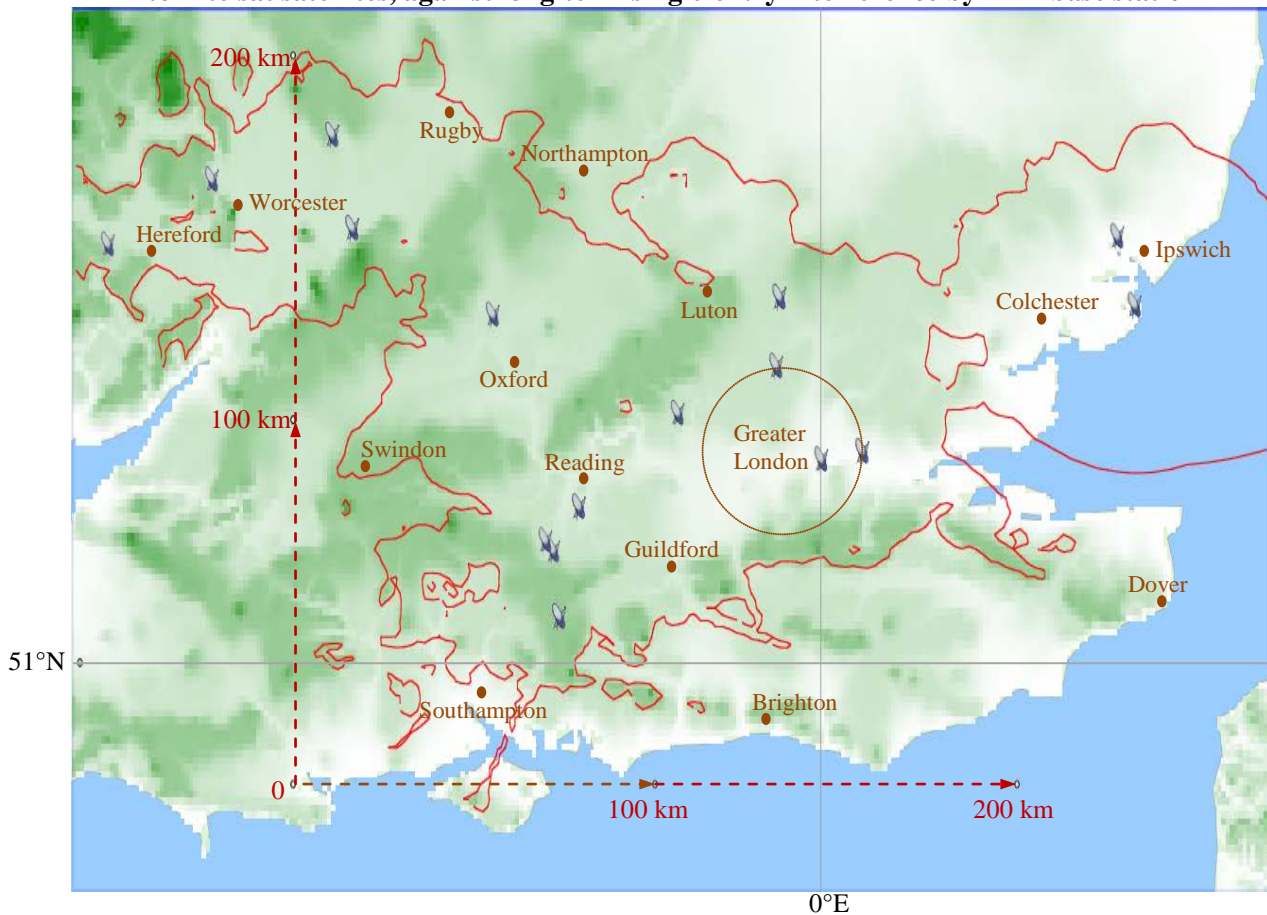 200 km
Rugby
Northampton
Worcester
Hereford
Ipswich
Luton
Colchester
Oxford
100 km
Swindon
Greater
London
Reading
Guildford
Dover
51°N
Southampton
Brighton
0
100 km
200 km
0°E